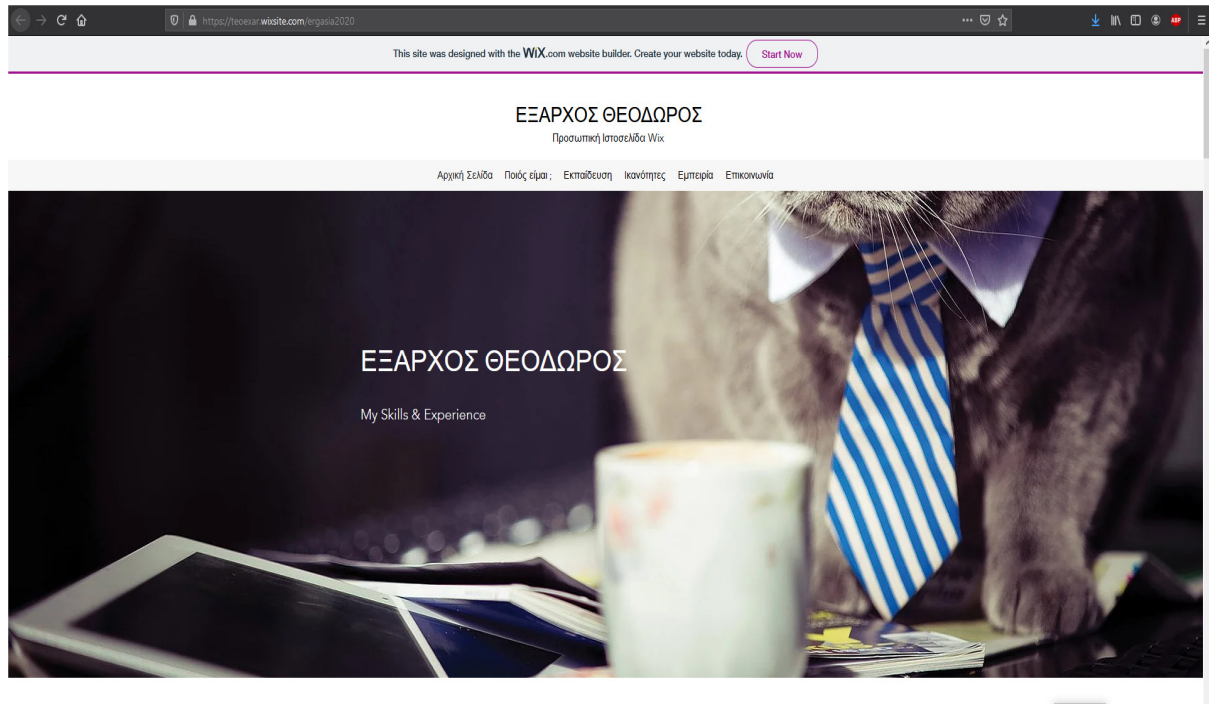 https://teoexar.wixsite.com/ergasia2020
ABP
This site was designed with the WiX.com website builder. Create your website today. Start Now
ΕΞΑΡΧΟΣ ΘΕΟΔΩΡΟΣ
Προσωπική Ιστοσελίδα Wix
Αρχική Σελίδα Ποιός είμαι ; Εκπαίδευση Ικανότητες Εμπειρία Επικοινωνία
ΕΞΑΡΧΟΣ ΘΕΟΔΩΡΟΣ
My Skills & Experience